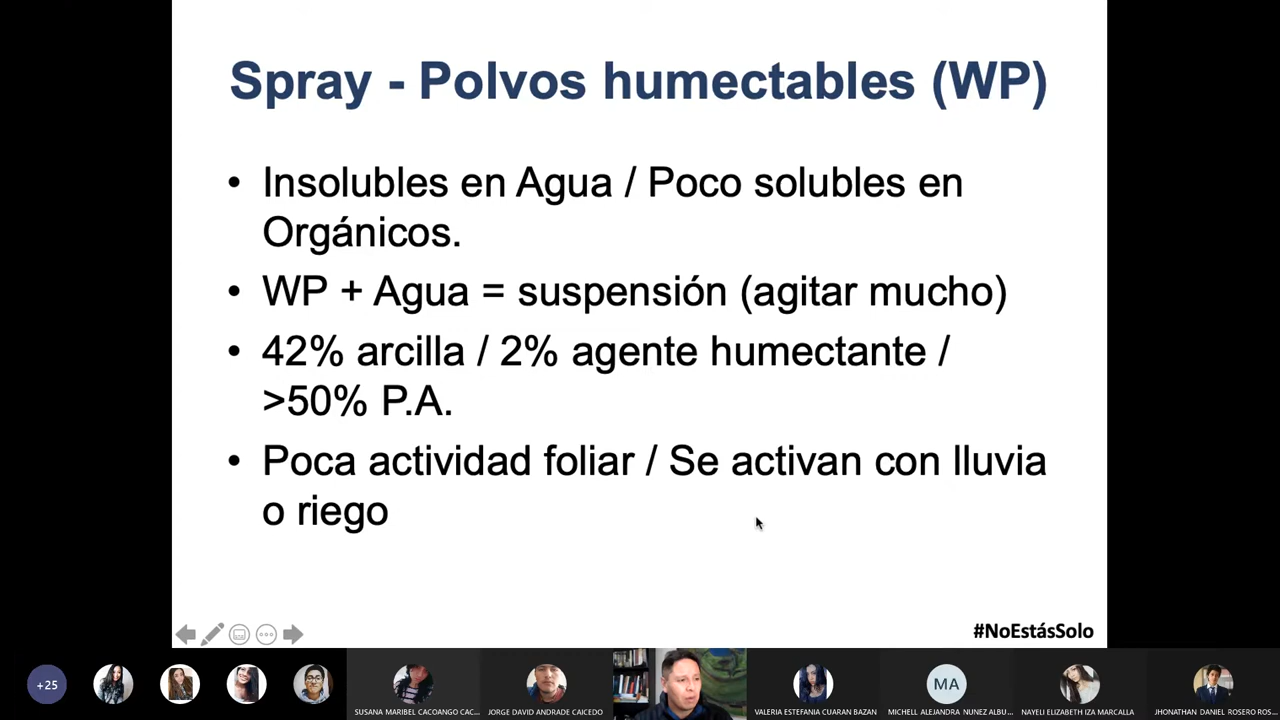 Spray - Polvos humectables (WP)
• Insolubles en Agua / Poco solubles en
Orgánicos.
• WP + Agua = suspensión (agitar mucho)
• 42% arcilla / 2% agente humectante /
>50% P.A.
• Poca actividad foliar / Se activan con lluvia
o riego
#NoEstásSolo
+25
SUSANA MARIBEL CACOANGO CAC...
JORGE DAVID ANDRADE CAICEDO
VALERIA ESTEFANIA CUARAN BAZAN
MA
MICHELL ALEJANDRA NUNEZ ALBU...
NAYELI ELIZABETH IZA MARCALLA
JHONATHAN DANIEL ROSERO ROS...